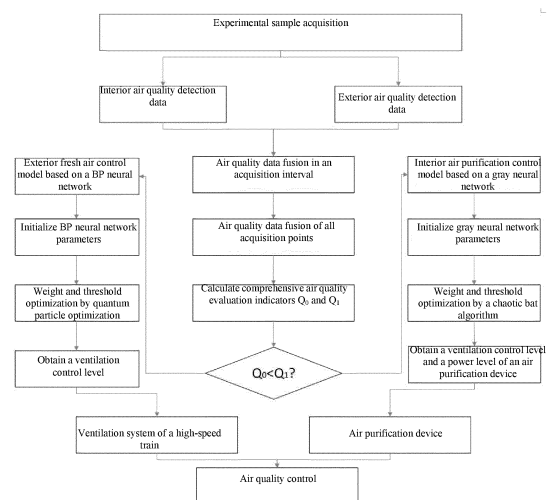 Experimental sample acquisition
Interior air quality detection
data
Exterior air quality detection
data
Exterior fresh air control
model based on a BP neural
network
Air quality data fusion in an
acquisition interval
Interior air purification control
model based on a gray neural
network
Initialize BP neural network
parameters
Air quality data fusion of all
acquisition points
Initialize gray neural network
parameters
Weight and threshold
optimization by quantum
particle optimization
Calculate comprehensive air quality
evaluation indicators Q₀ and Q₁
Weight and threshold
optimization by a chaotic bat
algorithm
Obtain a ventilation
control level
Q₀<Q₁?
Obtain a ventilation control level
and a power level of an air
purification device
Ventilation system of a high-speed
train
Air purification device
Air quality control